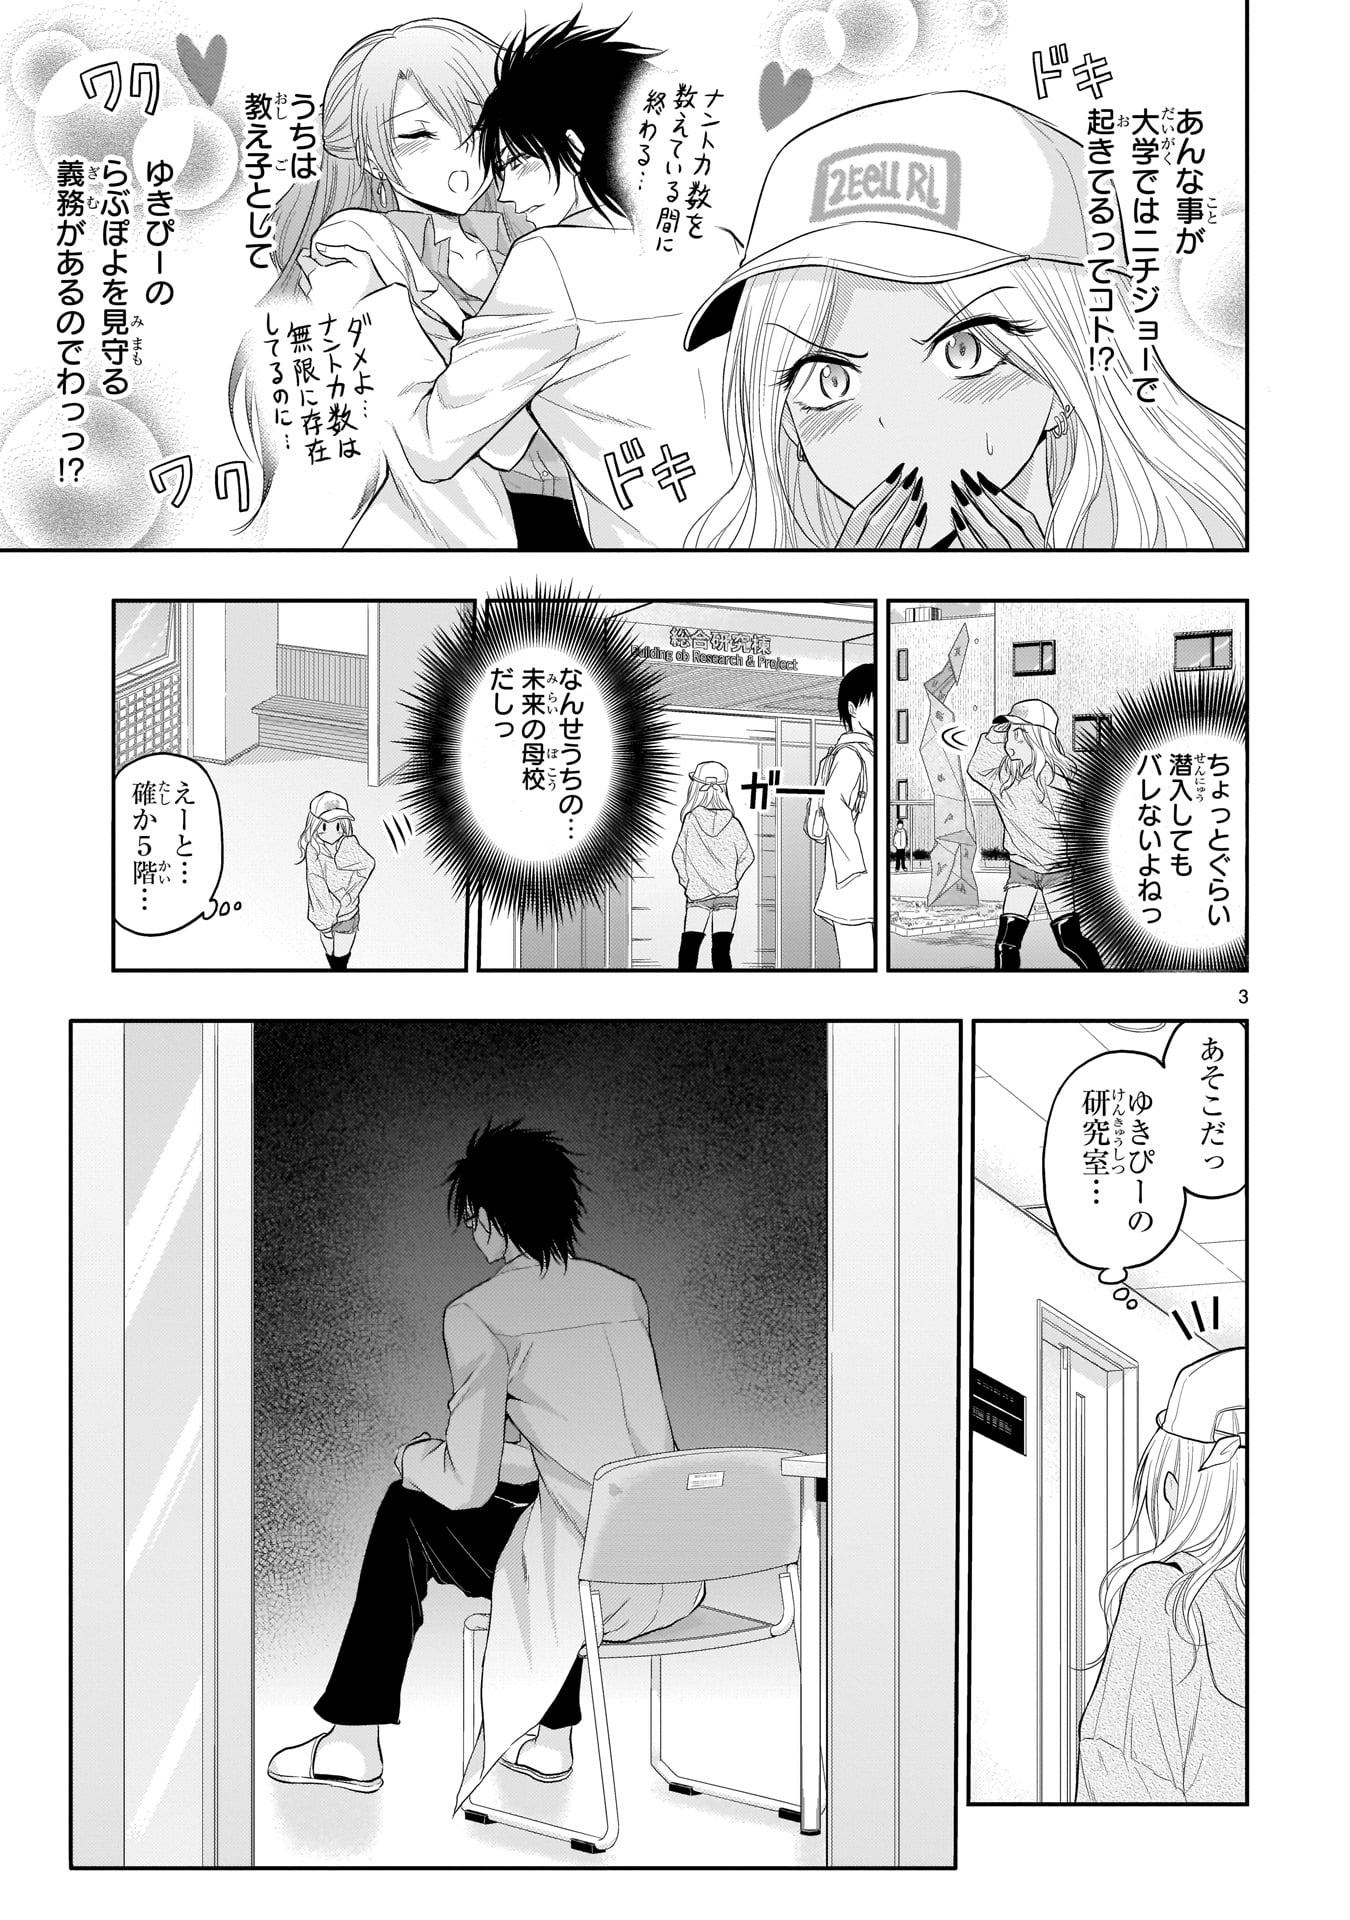 ドキ
あんな事が
大学ではニチジョーで
起きてるってコト!?
2EeU RL
ナントカ数を
数えている間に
終わる…
ドキ
ダメよ…
ナントカ数は
無限に存在
してるのに…
うちは
教え子として
ワク
ゆきぴーの
らぶぽよを見守る
義務があるのでわっっ!?
ワク
ちょっとぐらい
潜入しても
バレないよねっ
総合研究棟
Building ob Research & Project
ガー
なんせうちの…
未来の母校
だしっ
えーと…
確か5階…
3
あそこだっ
ゆきぴーの
研究室…